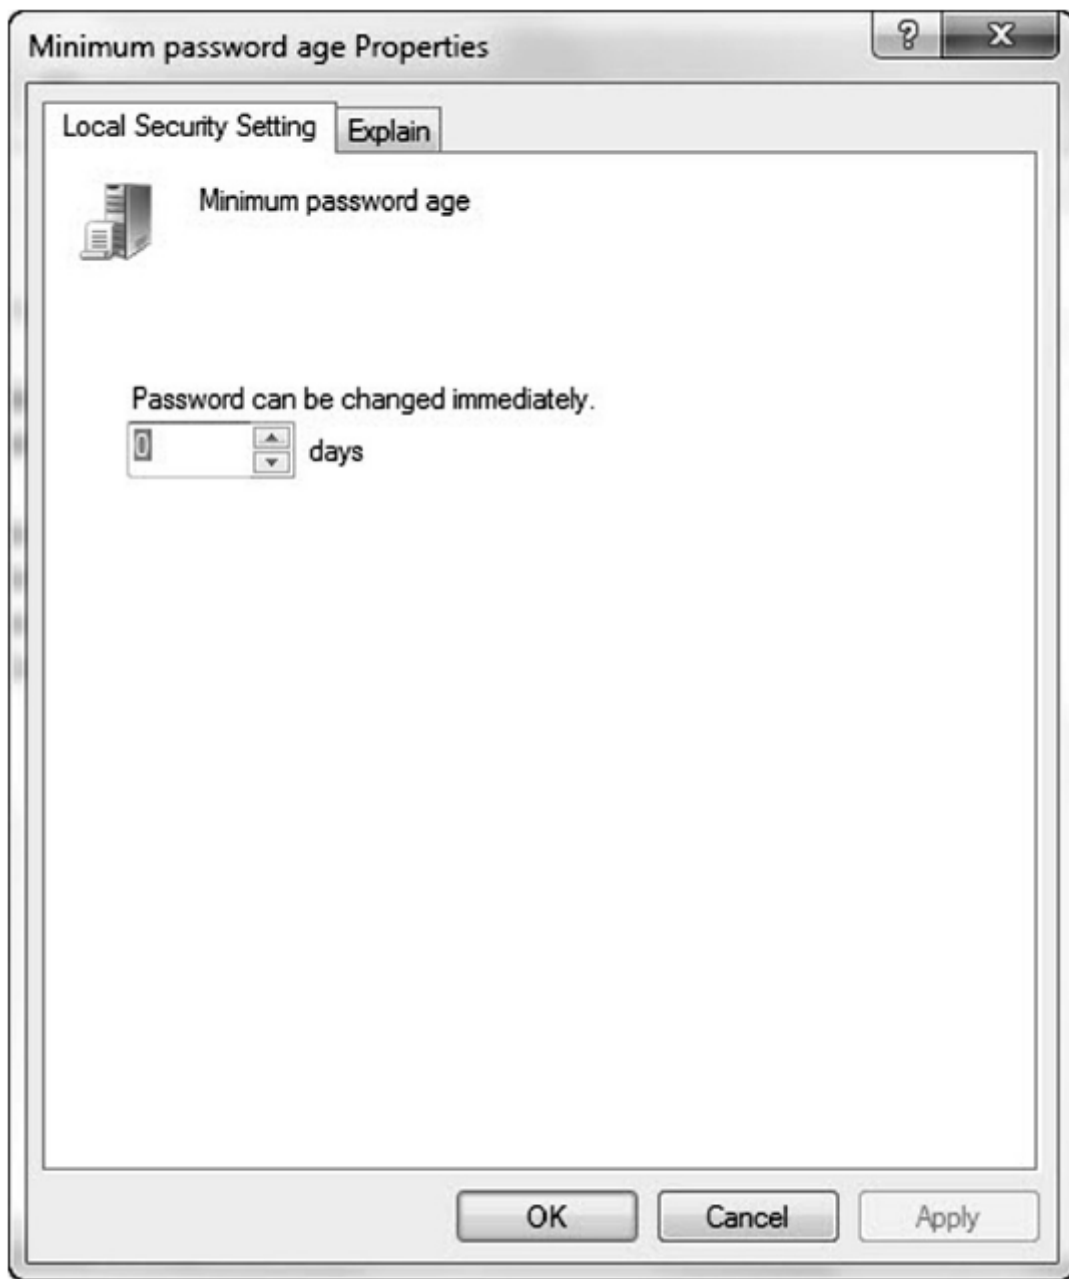 Minimum password age Properties
Local Security Setting
Explain
Minimum password age
Password can be changed immediately.
0
days
OK
Cancel
Apply